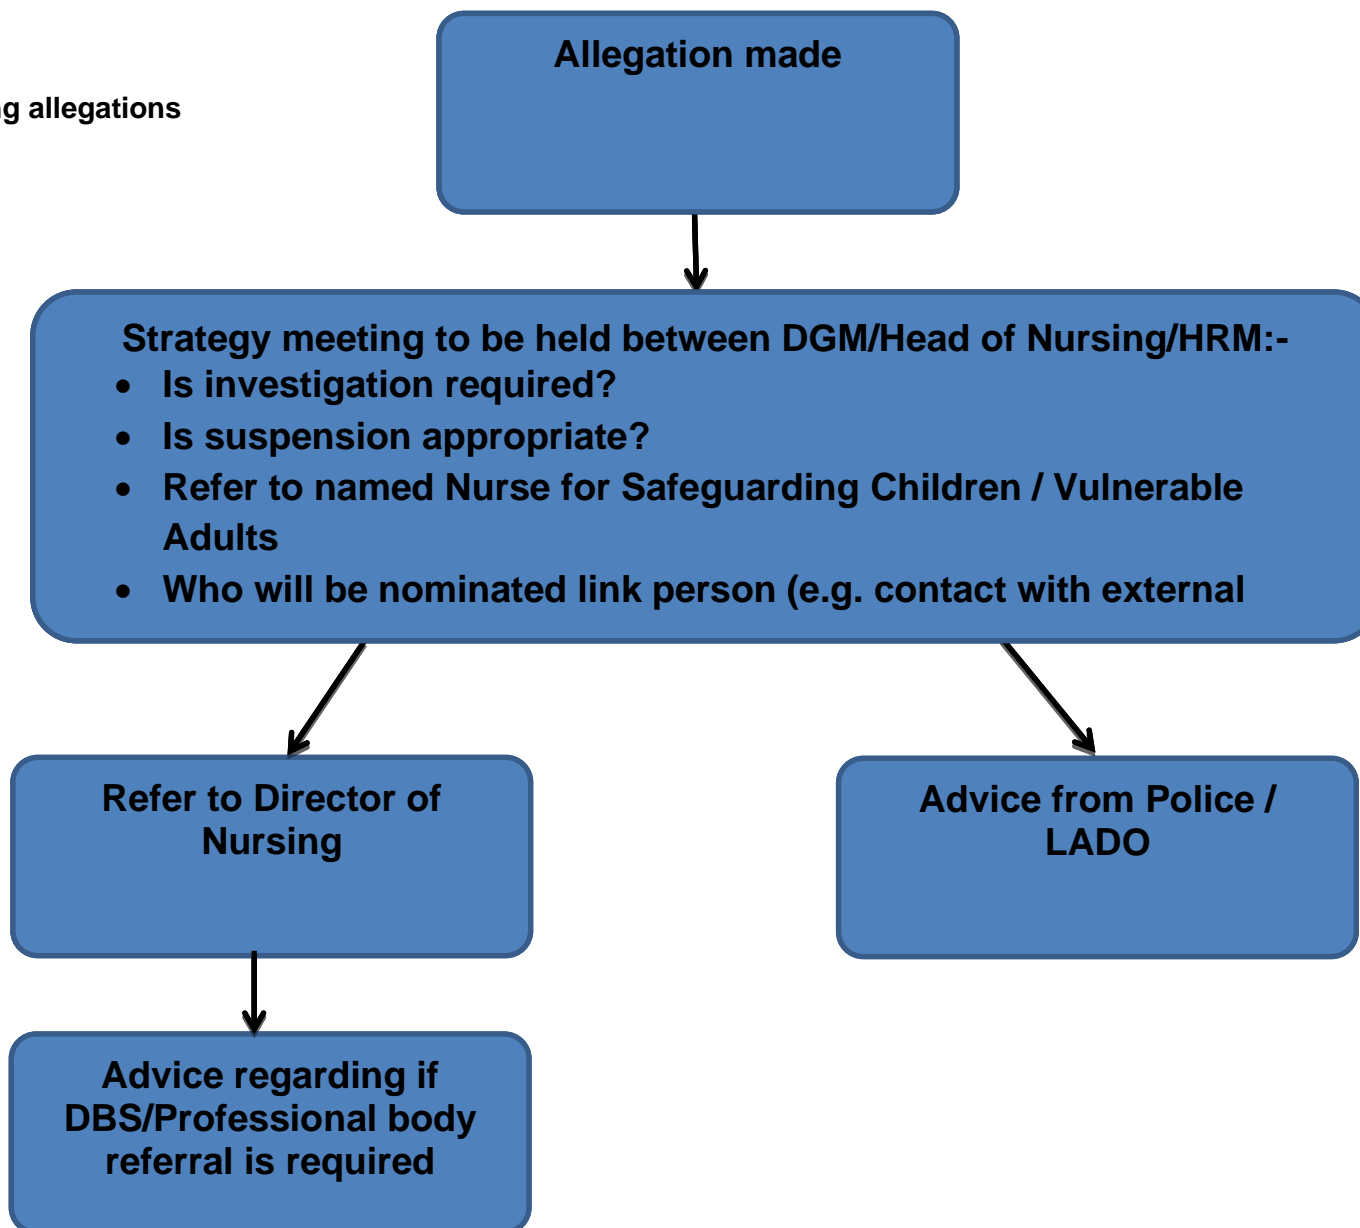 Allegation made
allegations
Strategy meeting to be held between DGM/Head of Nursing/HRM:-
• Is investigation required?
• Is suspension appropriate?
• Refer to named Nurse for Safeguarding Children / Vulnerable
Adults
• Who will be nominated link person (e.g. contact with external
Refer to Director of
Nursing
Advice from Police /
LADO
Advice regarding if
DBS/Professional body
referral is required